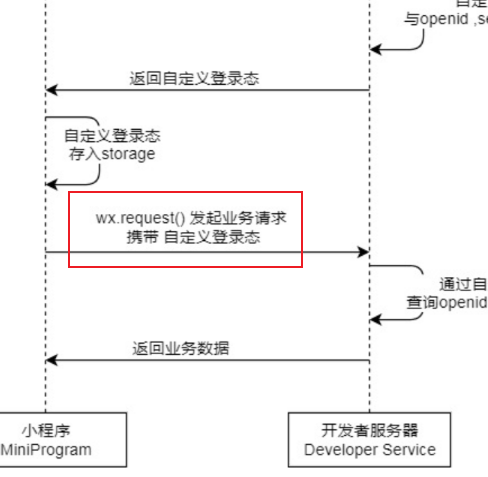 自定
与openid ,se
返回自定义登录态
自定义登录态
存入storage
wx.request() 发起业务请求
携带 自定义登录态
通过自
查询openid
返回业务数据
小程序
MiniProgram
开发者服务器
Developer Service